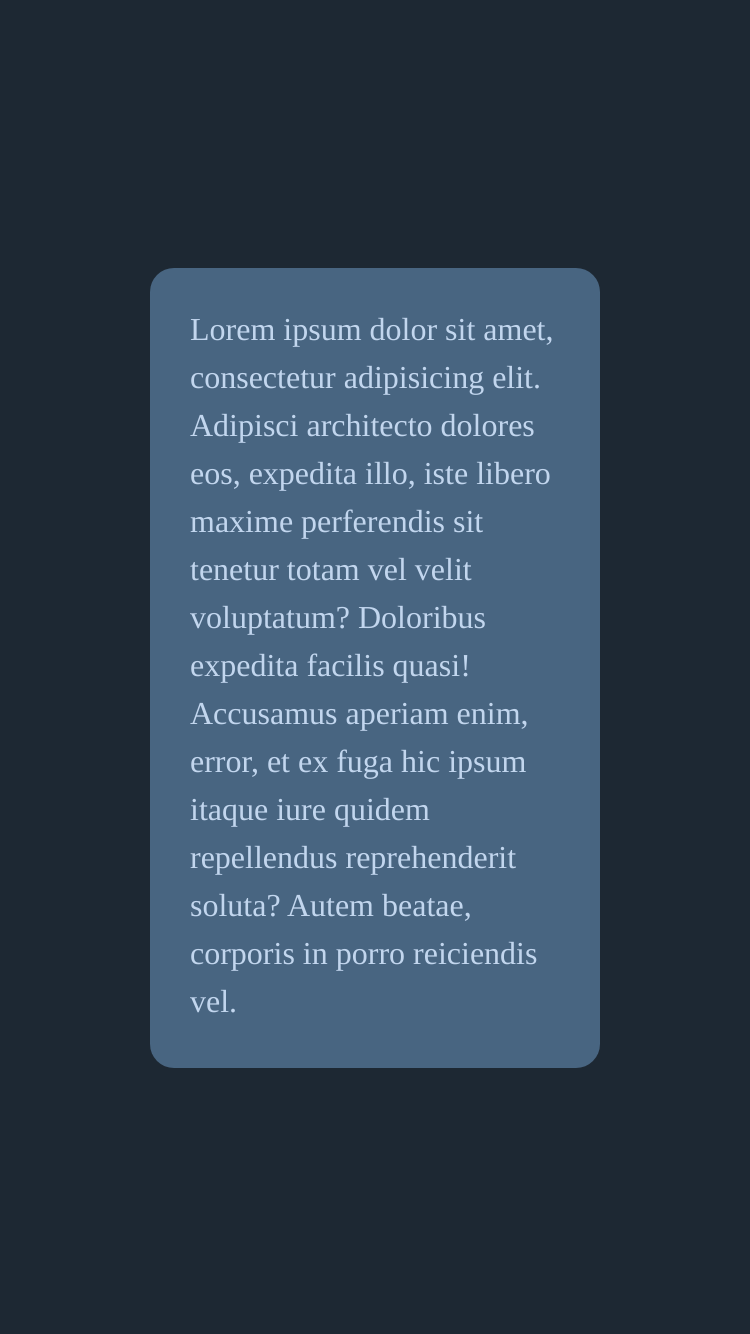 Lorem ipsum dolor sit amet,
consectetur adipisicing elit.
Adipisci architecto dolores
eos, expedita illo, iste libero
maxime perferendis sit
tenetur totam vel velit
voluptatum? Doloribus
expedita facilis quasi!
Accusamus aperiam enim,
error, et ex fuga hic ipsum
itaque iure quidem
repellendus reprehenderit
soluta? Autem beatae,
corporis in porro reiciendis
vel.